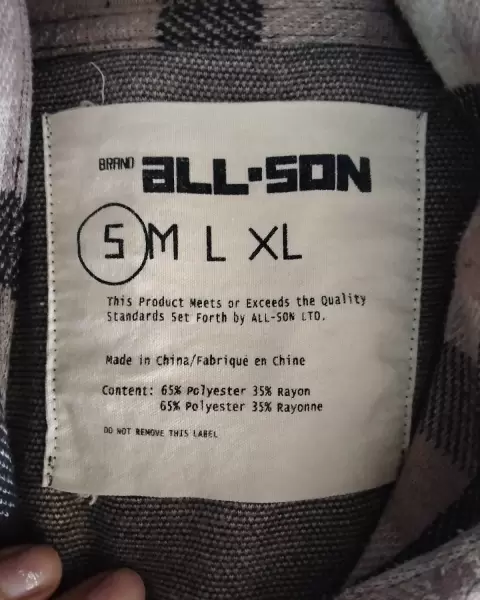 BRAND ALL-SON
S M L XL
This Product Meets or Exceeds the Quality
Standards Set Forth by ALL-SON LTD.
Made in China/Fabriqué en Chine
Content: 65% Polyester 35% Rayon
65% Polyester 35% Rayonne
DO NOT REMOVE THIS LABEL